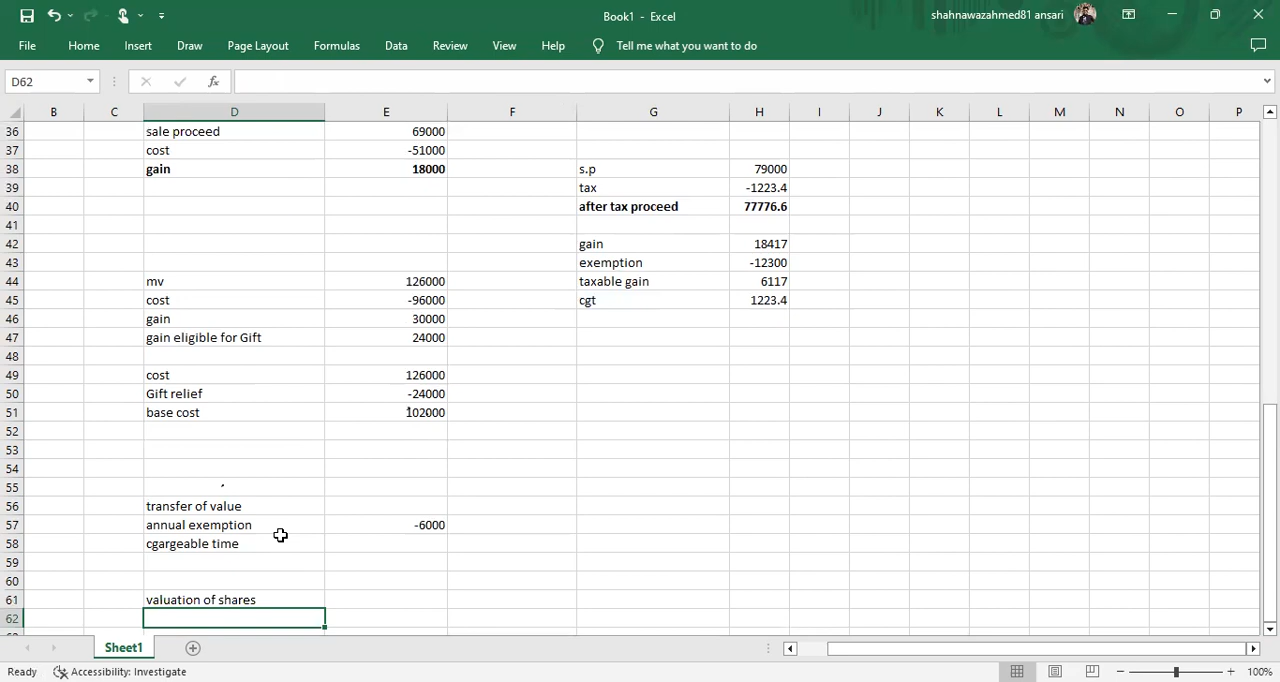 Book1 - Excel
shahnawazahmed81 ansari
File Home Insert Draw Page Layout Formulas Data Review View Help Tell me what you want to do
D62 fx
B C D E F G H I J K L M N O P
36 sale proceed 69000
37 cost -51000
38 gain 18000 s.p 79000
39 tax -1223.4
40 after tax proceed 77776.6
41
42 gain 18417
43 exemption -12300
44 mv 126000 taxable gain 6117
45 cost -96000 cgt 1223.4
46 gain 30000
47 gain eligible for Gift 24000
48
49 cost 126000
50 Gift relief -24000
51 base cost 102000
52
53
54
55
56 transfer of value
57 annual exemption -6000
58 cgargeable time
59
60
61 valuation of shares
62
Sheet1
Ready Accessibility: Investigate 100%